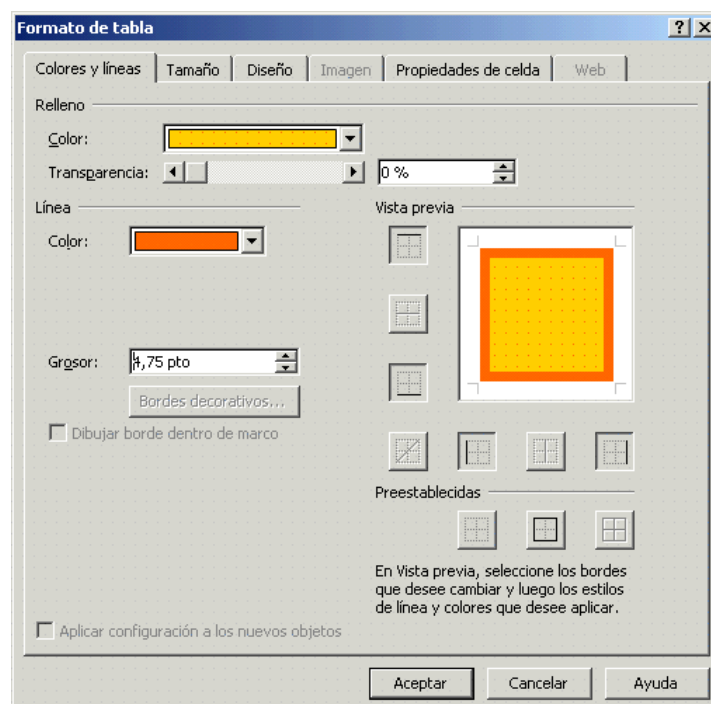 Formato de tabla
Colores y líneas Tamaño Diseño Imagen Propiedades de celda Web
Relleno
Color:
Transparencia: 0 %
Línea Vista previa
Color:
Grosor: 4,75 pto
Bordes decorativos...
Dibujar borde dentro de marco
Preestablecidas
En Vista previa, seleccione los bordes
que desee cambiar y luego los estilos
de línea y colores que desee aplicar.
Aplicar configuración a los nuevos objetos
Aceptar Cancelar Ayuda